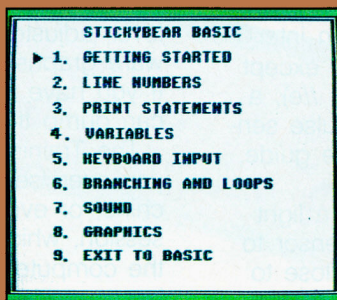 STICKYBEAR BASIC
1. GETTING STARTED
2. LINE NUMBERS
3. PRINT STATEMENTS
4. VARIABLES
5. KEYBOARD INPUT
6. BRANCHING AND LOOPS
7. SOUND
8. GRAPHICS
9. EXIT TO BASIC